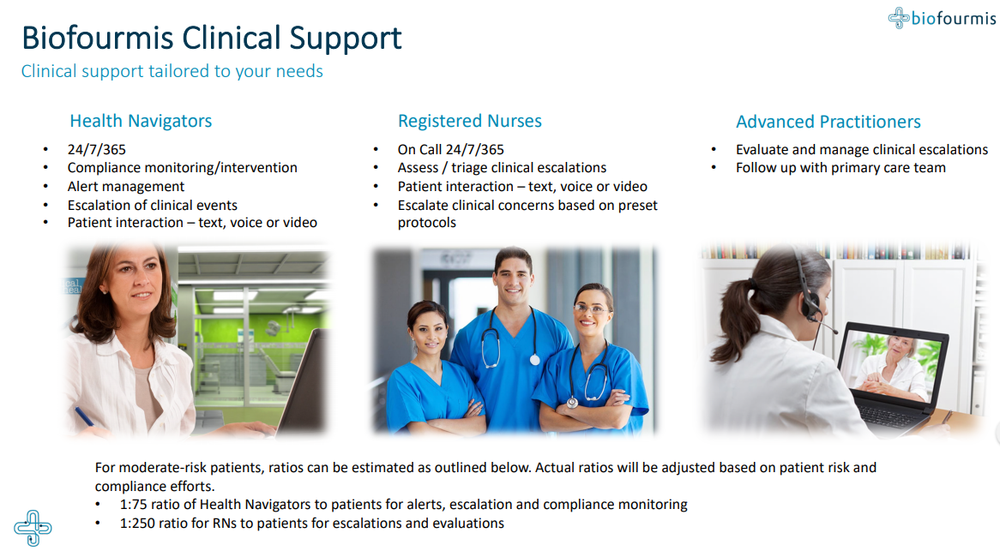 biofourmis
Biofourmis Clinical Support
Clinical support tailored to your needs
Health Navigators
• 24/7/365
• Compliance monitoring/intervention
• Alert management
• Escalation of clinical events
• Patient interaction – text, voice or video
Registered Nurses
• On Call 24/7/365
• Assess / triage clinical escalations
• Patient interaction – text, voice or video
• Escalate clinical concerns based on preset
protocols
Advanced Practitioners
• Evaluate and manage clinical escalations
• Follow up with primary care team
For moderate-risk patients, ratios can be estimated as outlined below. Actual ratios will be adjusted based on patient risk and
compliance efforts.
• 1:75 ratio of Health Navigators to patients for alerts, escalation and compliance monitoring
• 1:250 ratio for RNs to patients for escalations and evaluations